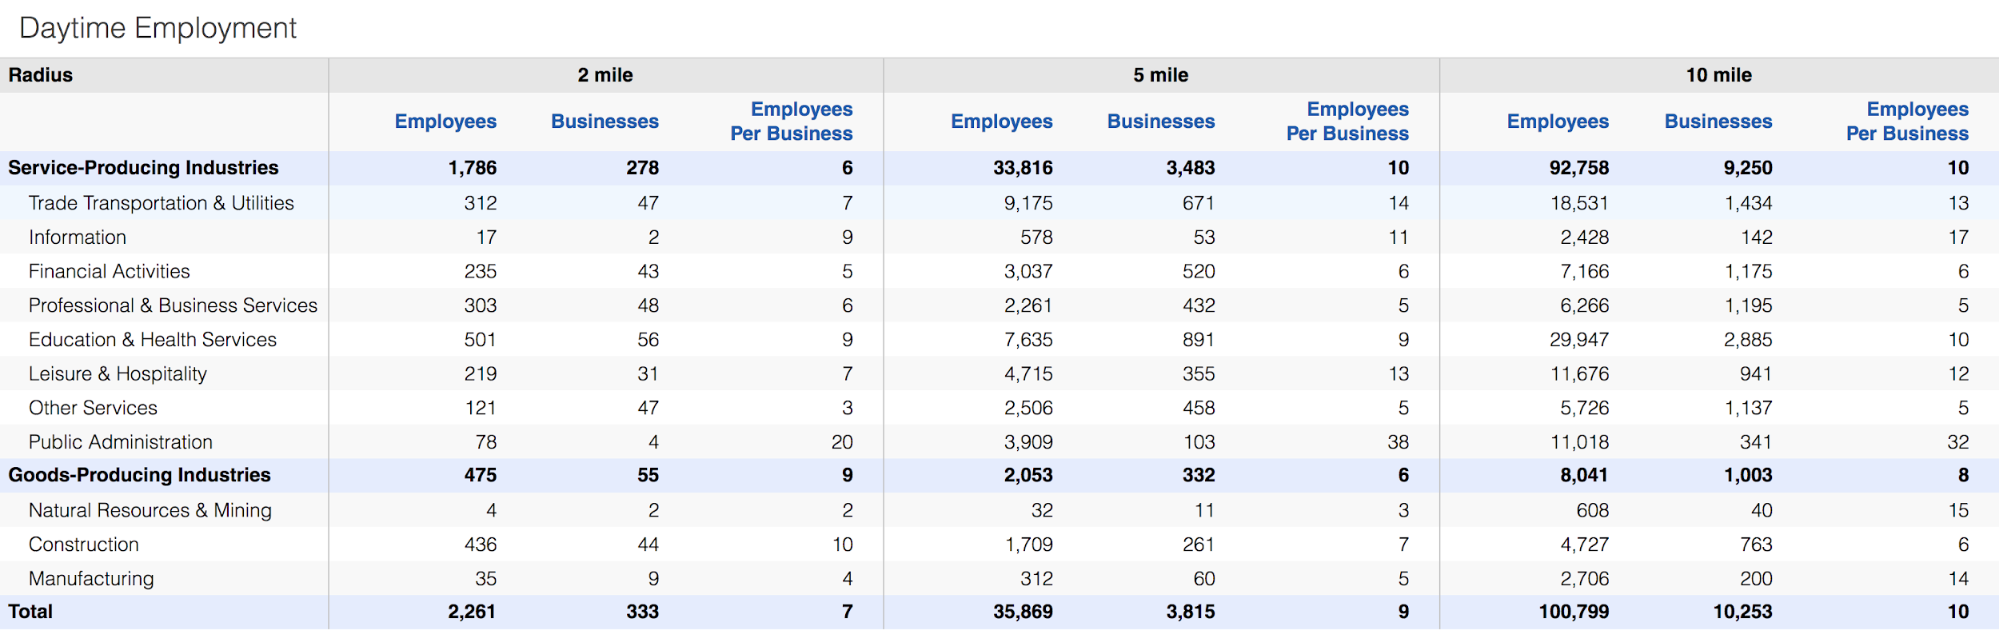 Daytime Employment
Radius 2 mile 5 mile 10 mile
Employees Businesses Employees Per Business Employees Businesses Employees Per Business Employees Businesses Employees Per Business
Service-Producing Industries 1,786 278 6 33,816 3,483 10 92,758 9,250 10
Trade Transportation & Utilities 312 47 7 9,175 671 14 18,531 1,434 13
Information 17 2 9 578 53 11 2,428 142 17
Financial Activities 235 43 5 3,037 520 6 7,166 1,175 6
Professional & Business Services 303 48 6 2,261 432 5 6,266 1,195 5
Education & Health Services 501 56 9 7,635 891 9 29,947 2,885 10
Leisure & Hospitality 219 31 7 4,715 355 13 11,676 941 12
Other Services 121 47 3 2,506 458 5 5,726 1,137 5
Public Administration 78 4 20 3,909 103 38 11,018 341 32
Goods-Producing Industries 475 55 9 2,053 332 6 8,041 1,003 8
Natural Resources & Mining 4 2 2 32 11 3 608 40 15
Construction 436 44 10 1,709 261 7 4,727 763 6
Manufacturing 35 9 4 312 60 5 2,706 200 14
Total 2,261 333 7 35,869 3,815 9 100,799 10,253 10